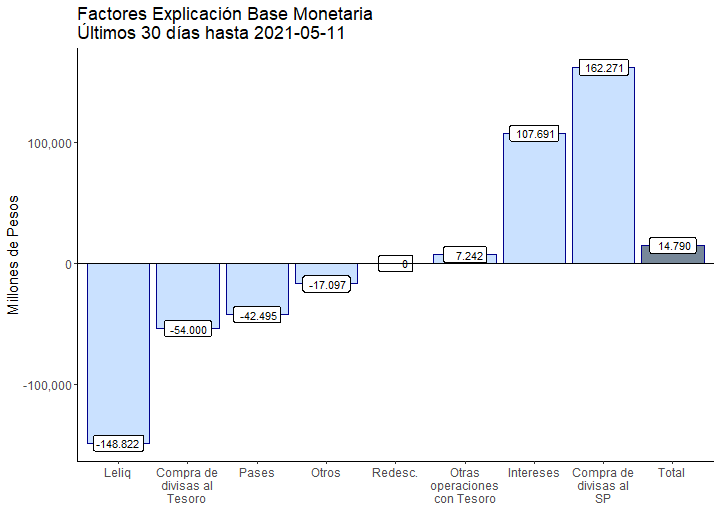 Factores Explicación Base Monetaria
Últimos 30 días hasta 2021-05-11
Millones de Pesos
100,000
0
-100,000
-148.822
-54.000
-42.495
-17.097
0
7.242
107.691
162.271
14.790
Leliq
Compra de
divisas al
Tesoro
Pases
Otros
Redesc.
Otras
operaciones
con Tesoro
Intereses
Compra de
divisas al
SP
Total